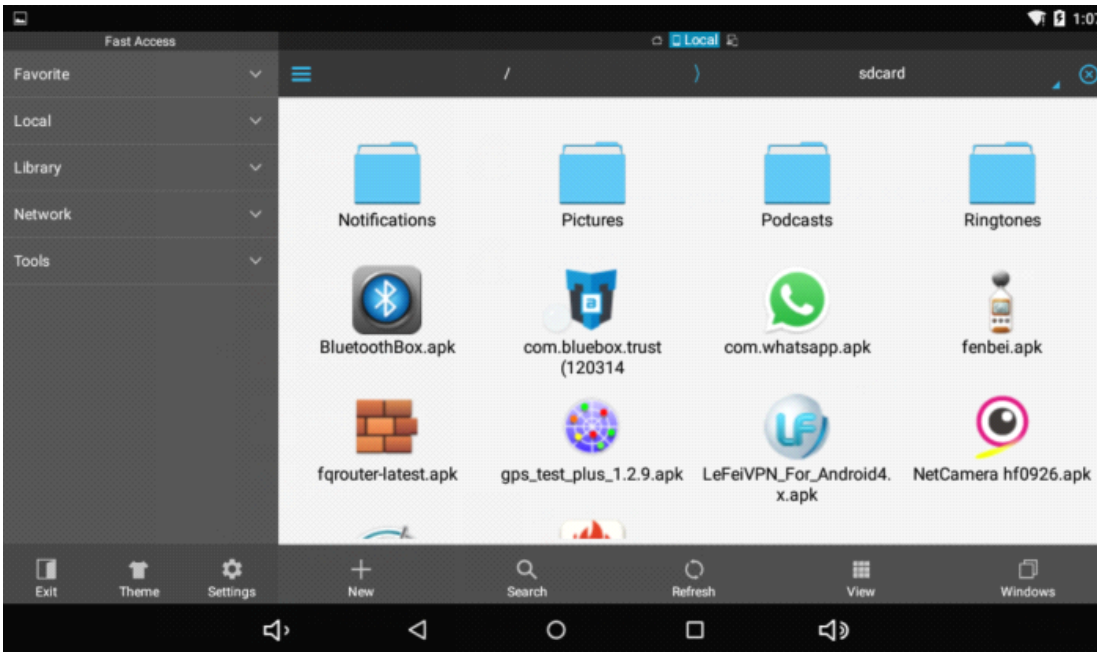 1:07
Fast Access
Local
Favorite
/
sdcard
Local
Library
Network
Tools
Notifications
Pictures
Podcasts
Ringtones
BluetoothBox.apk
com.bluebox.trust
(120314
com.whatsapp.apk
fenbei.apk
fqrouter-latest.apk
gps_test_plus_1.2.9.apk
LeFeiVPN_For_Android4.
x.apk
NetCamera hf0926.apk
Exit
Theme
Settings
New
Search
Refresh
View
Windows